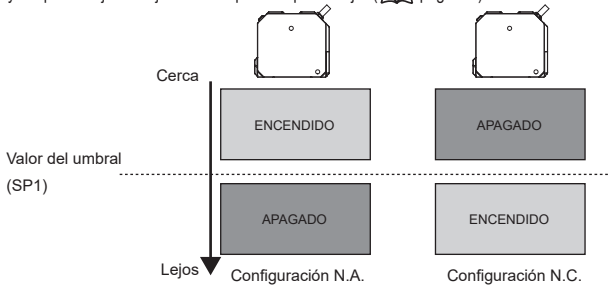 Cerca
ENCENDIDO APAGADO
Valor del umbral
(SP1)
APAGADO ENCENDIDO
Lejos
Configuración N.A. Configuración N.C.